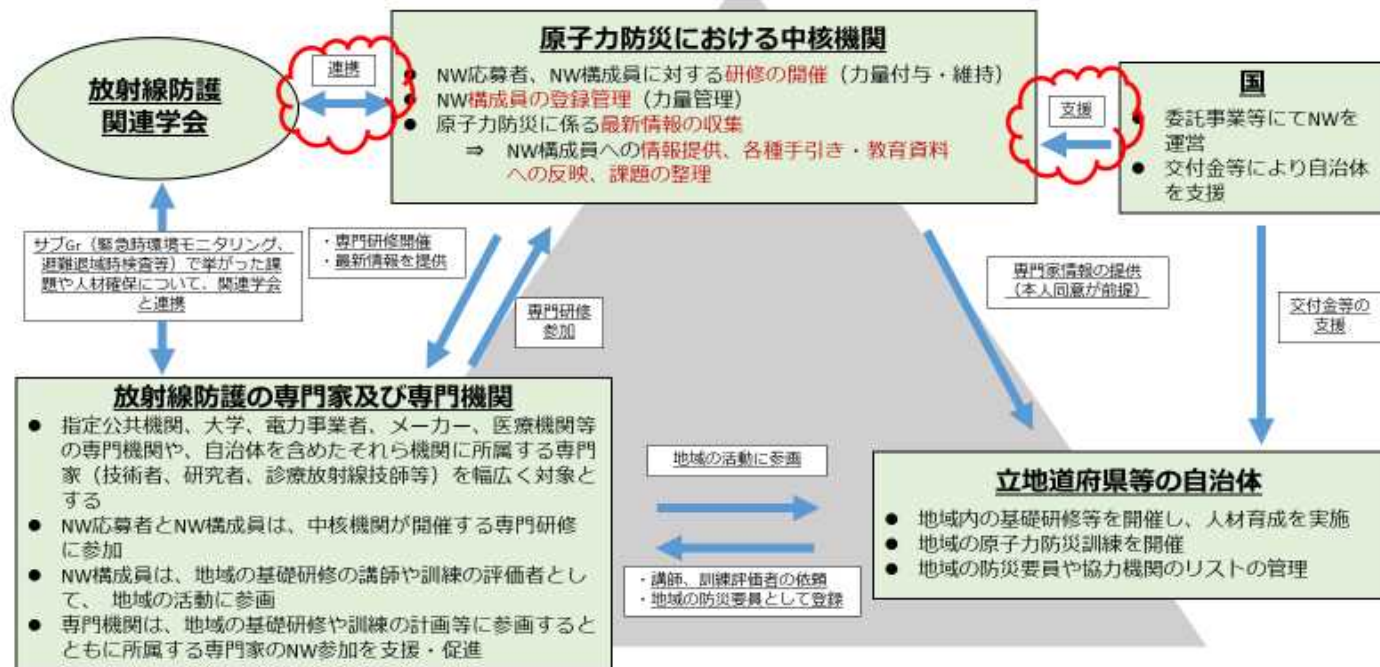 原子力防災における中核機関
● NW応募者、NW構成員に対する研修の開催（力量付与・維持）
● NW構成員の登録管理（力量管理）
● 原子力防災に係る最新情報の収集
⇒ NW構成員への情報提供、各種手引き・教育資料
への反映、課題の整理
放射線防護
関連学会
連携
支援
国
● 委託事業等にてNWを
運営
● 交付金等により自治体
を支援
サブGr（緊急時環境モニタリング、
避難退域時検査等）で挙がった課
題や人材確保について、関連学会
と連携
・専門研修開催
・最新情報を提供
専門研修
参加
専門家情報の提供
（本人同意が前提）
交付金等の
支援
放射線防護の専門家及び専門機関
● 指定公共機関、大学、電力事業者、メーカー、医療機関等
の専門機関や、自治体を含めたそれら機関に所属する専門
家（技術者、研究者、診療放射線技師等）を幅広く対象と
する
● NW応募者とNW構成員は、中核機関が開催する専門研修
に参加
● NW構成員は、地域の基礎研修の講師や訓練の評価者とし
て、 地域の活動に参画
● 専門機関は、地域の基礎研修や訓練の計画等に参画すると
ともに所属する専門家のNW参加を支援・促進
地域の活動に参画
・講師、訓練評価者の依頼
・地域の防災要員として登録
立地道府県等の自治体
● 地域内の基礎研修等を開催し、人材育成を実施
● 地域の原子力防災訓練を開催
● 地域の防災要員や協力機関のリストの管理